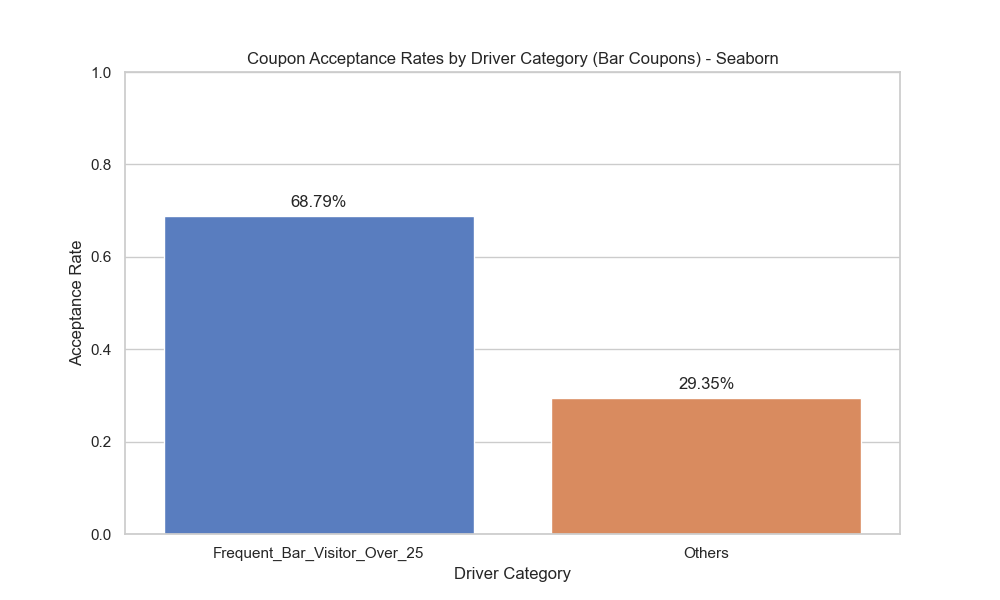 Coupon Acceptance Rates by Driver Category (Bar Coupons) - Seaborn
1.0
0.8
0.6
0.4
0.2
0.0
Acceptance Rate
68.79%
29.35%
Frequent_Bar_Visitor_Over_25
Others
Driver Category